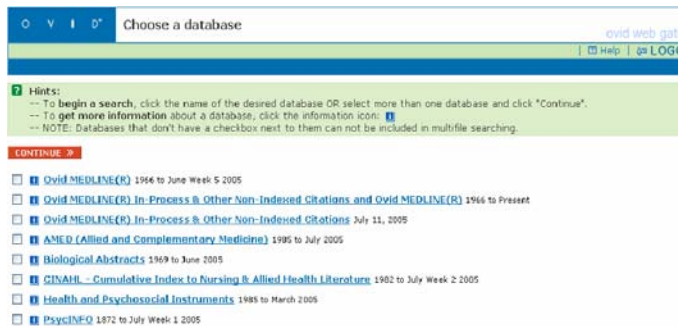 O V I D Choose a database
ovid web gat
| Help | LOGO
Hints:
-- To begin a search, click the name of the desired database OR select more than one database and click "Continue".
-- To get more information about a database, click the information icon:
-- NOTE: Databases that don't have a checkbox next to them can not be included in multifile searching.
CONTINUE »
Ovid MEDLINE(R) 1966 to June Week 5 2005
Ovid MEDLINE(R) In-Process & Other Non-Indexed Citations and Ovid MEDLINE(R) 1966 to Present
Ovid MEDLINE(R) In-Process & Other Non-Indexed Citations July 11, 2005
AMED (Allied and Complementary Medicine) 1985 to July 2005
Biological Abstracts 1969 to June 2005
CINAHL - Cumulative Index to Nursing & Allied Health Literature 1982 to July Week 2 2005
Health and Psychosocial Instruments 1985 to March 2005
PsycINFO 1872 to July Week 1 2005